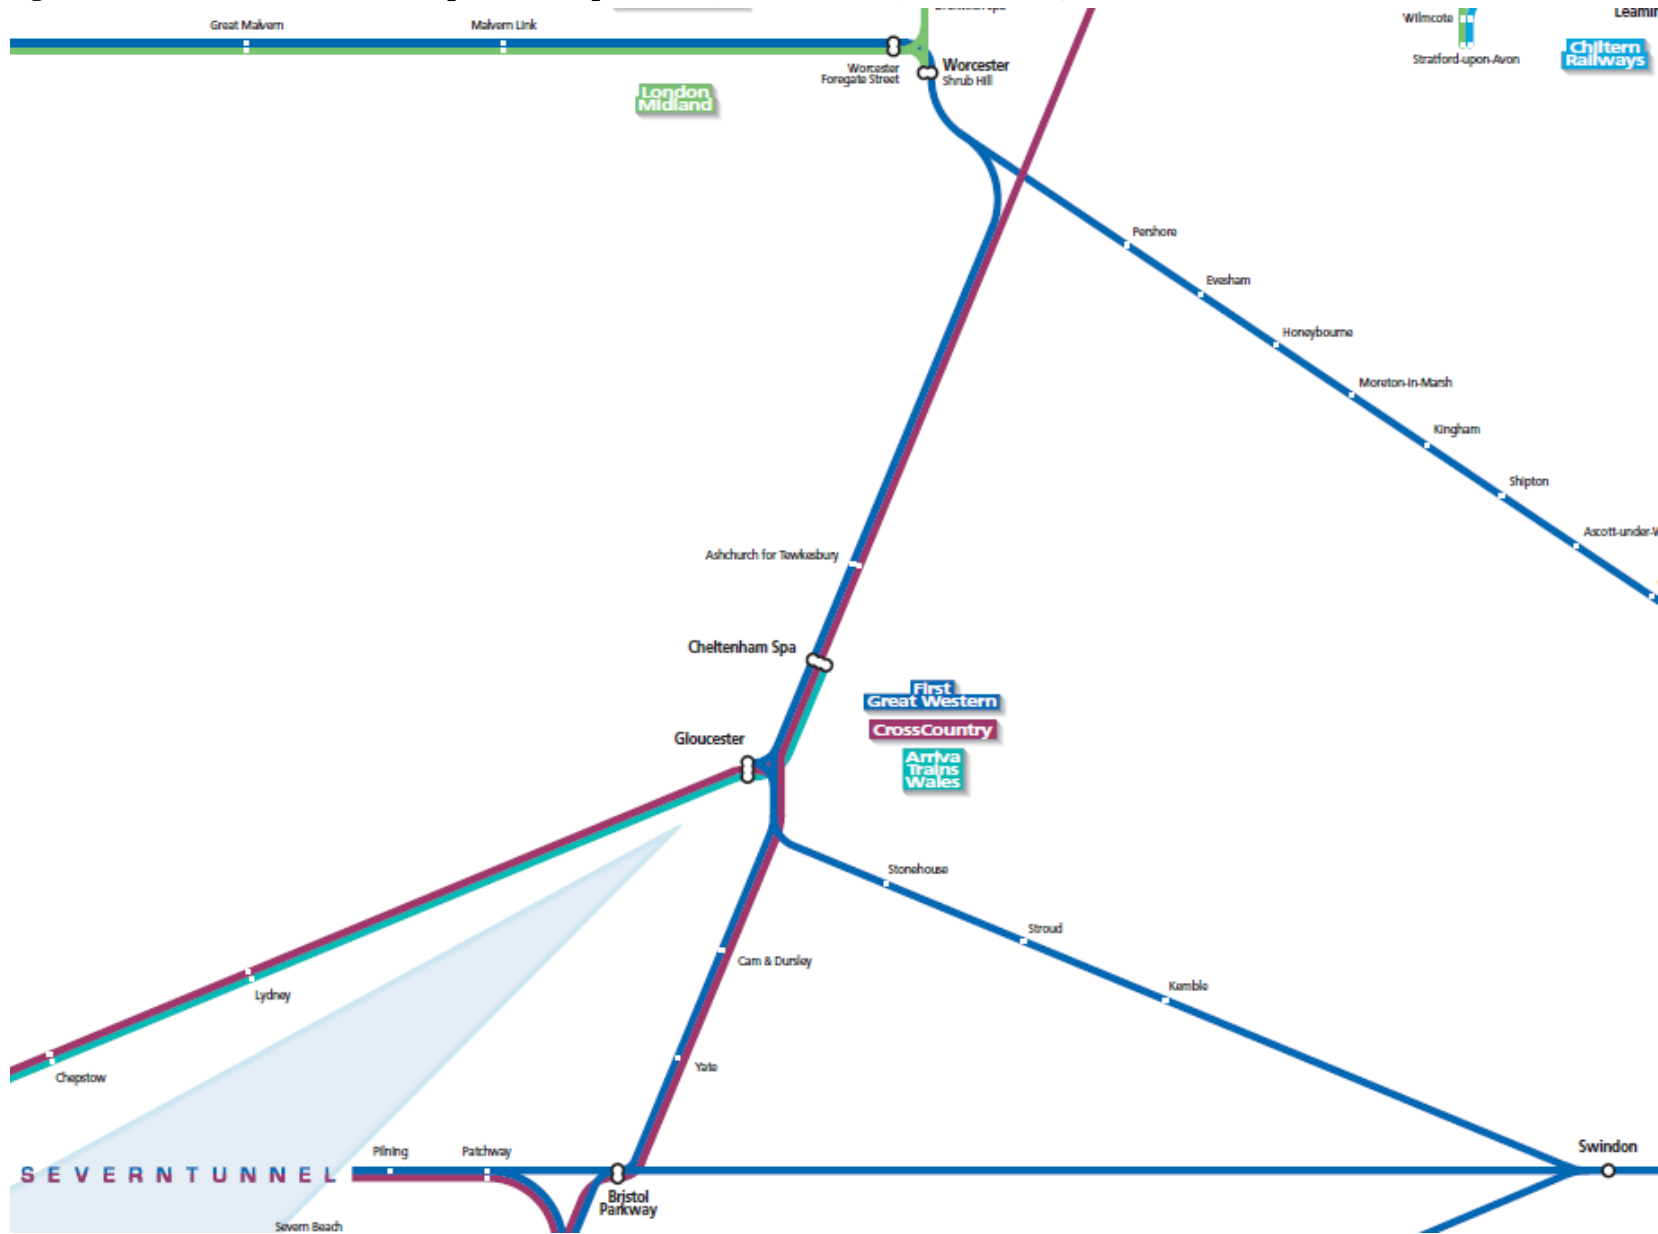 Great Malvern
Malvern Link
Wilmcote
Stratford-upon-Avon
Chiltern
Railways
Worcester
Foregate Street
Worcester
Shrub Hill
London
Midland
Pershore
Evesham
Honeybourne
Moreton-in-Marsh
Kingham
Shipton
Ascott-under-W
Ashchurch for Tewkesbury
Cheltenham Spa
First
Great Western
CrossCountry
Arriva
Trains
Wales
Gloucester
Stonehouse
Stroud
Cam & Dursley
Kemble
Lydney
Yate
Chepstow
Pilning
Patchway
Swindon
SEVERN TUNNEL
Bristol
Parkway
Severn Beach